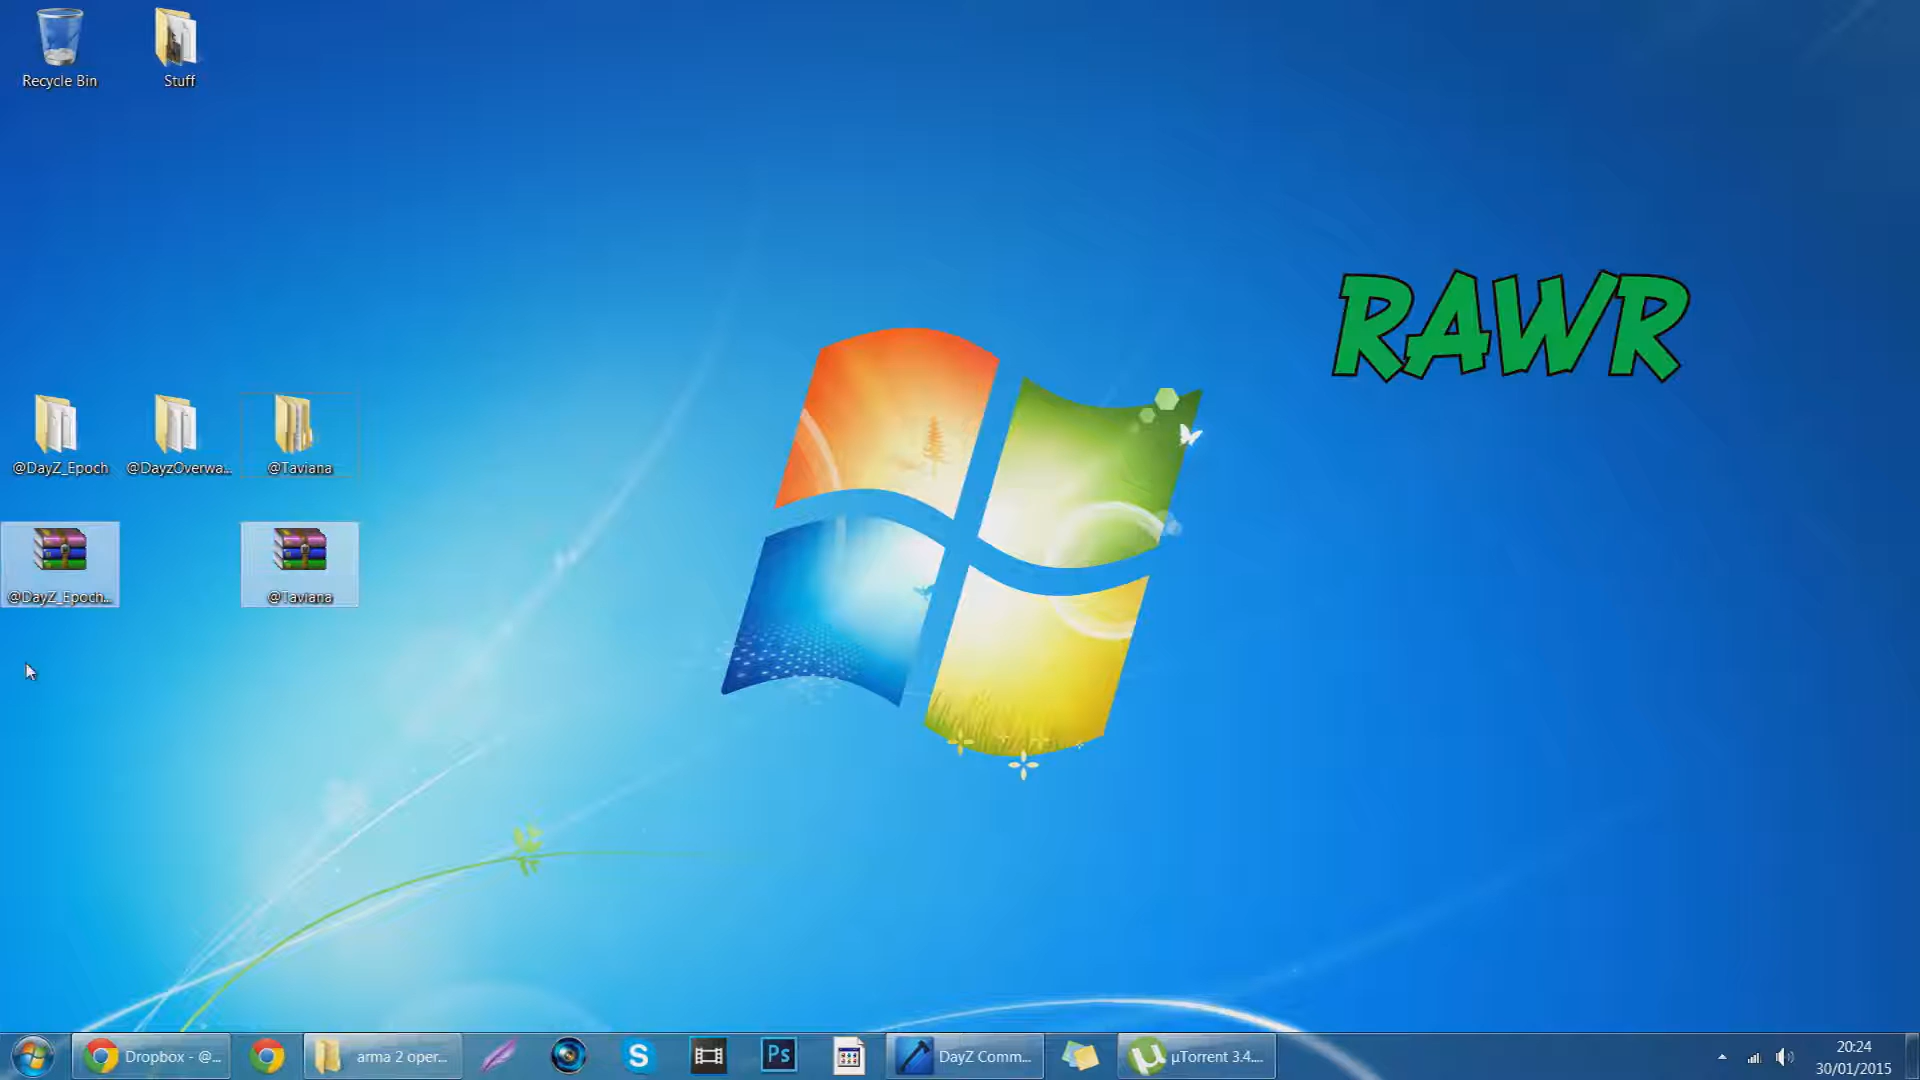 Recycle Bin
Stuff
RAWR
@DayZ_Epoch
@DayzOverwa...
@Taviana
@DayZ_Epoch...
@Taviana
Dropbox - @...
arma 2 oper...
S
Ps
DayZ Comm...
µTorrent 3.4....
20:24
30/01/2015